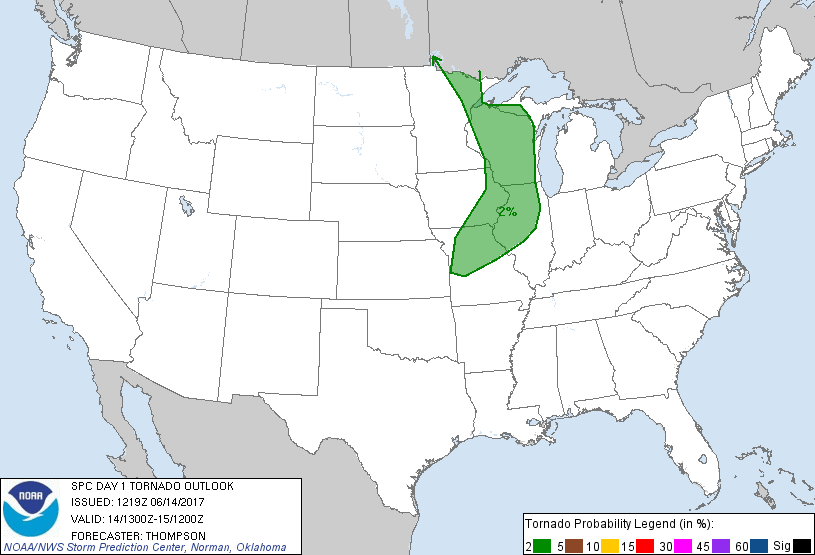 2%
NOAA
SPC DAY 1 TORNADO OUTLOOK
ISSUED: 1219Z 06/14/2017
VALID: 14/1300Z-15/1200Z
FORECASTER: THOMPSON
NOAA/NWS Storm Prediction Center, Norman, Oklahoma
Tornado Probability Legend (in %):
2 5 10 15 30 45 60 Sig